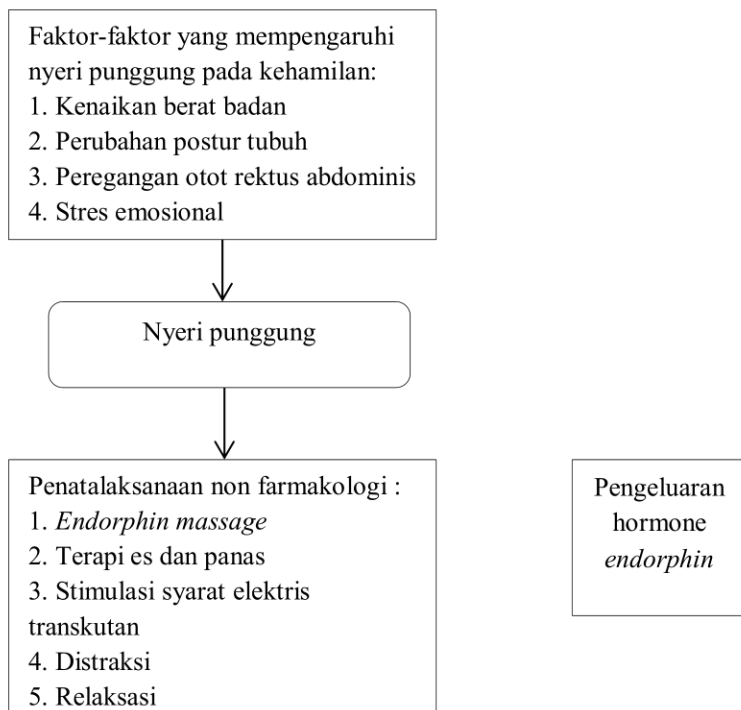 Faktor-faktor yang mempengaruhi
nyeri punggung pada kehamilan:
1. Kenaikan berat badan
2. Perubahan postur tubuh
3. Peregangan otot rektus abdominis
4. Stres emosional
Nyeri punggung
Penatalaksanaan non farmakologi :
1. Endorphin massage
2. Terapi es dan panas
3. Stimulasi syarat elektris
transkutan
4. Distraksi
5. Relaksasi
Pengeluaran
hormone
endorphin